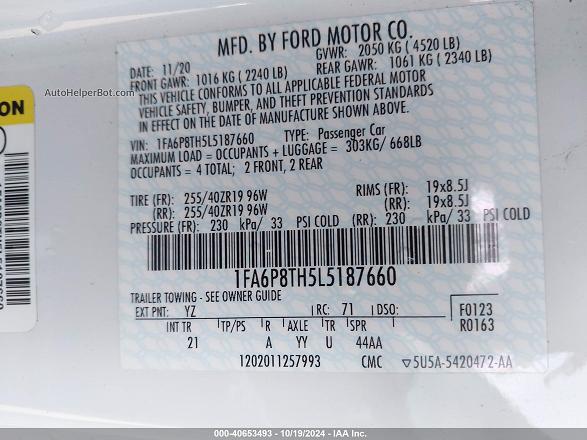 MFD. BY FORD MOTOR CO.
11/20 GVWR: 2050 KG ( 4520 LB)
FRONT GAWR: 1016 KG ( 2240 LB) REAR GAWR: 1061 KG ( 2340 LB)
THIS VEHICLE CONFORMS TO ALL APPLICABLE FEDERAL MOTOR
VEHICLE SAFETY, BUMPER, AND THEFT PREVENTION STANDARDS
IN EFFECT ON THE DATE OF MANUFACTURE SHOWN ABOVE.
AutoHelperBot.com
ON
VIN: 1FA6P8TH5L5187660 TYPE: Passenger Car
MAXIMUM LOAD = OCCUPANTS + LUGGAGE = 303KG/ 668LB
OCCUPANTS = 4 TOTAL; 2 FRONT, 2 REAR
TIRE (FR): 255/40ZR19 96W RIMS (FR): 19x8.5J
(RR): 255/40ZR19 96W (RR): 19x8.5J
PRESSURE (FR): 230 kPa/ 33 PSI COLD (RR): 230 kPa/ 33 PSI COLD
1FA6P8TH5L5187660
TRAILER TOWING - SEE OWNER GUIDE
EXT PNT: YZ RC: 71 DSO: F0123
R0163
INT TR TP/PS R AXLE TR SPR
21 A YY U 44AA
1202011257993 CMC ▽5U5A-5420472-AA
000-40653493 - 10/19/2024 - IAA Inc.